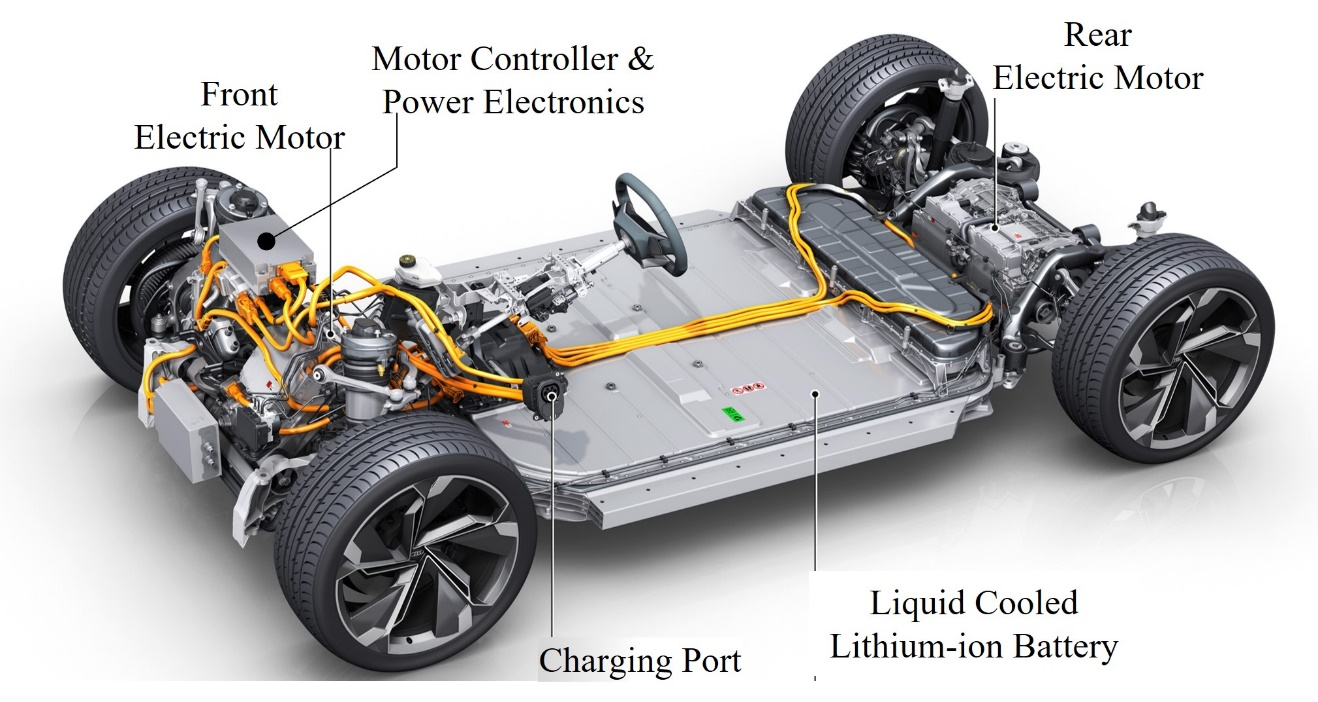 Motor Controller &
Power Electronics
Front
Electric Motor
Rear
Electric Motor
Charging Port
Liquid Cooled
Lithium-ion Battery